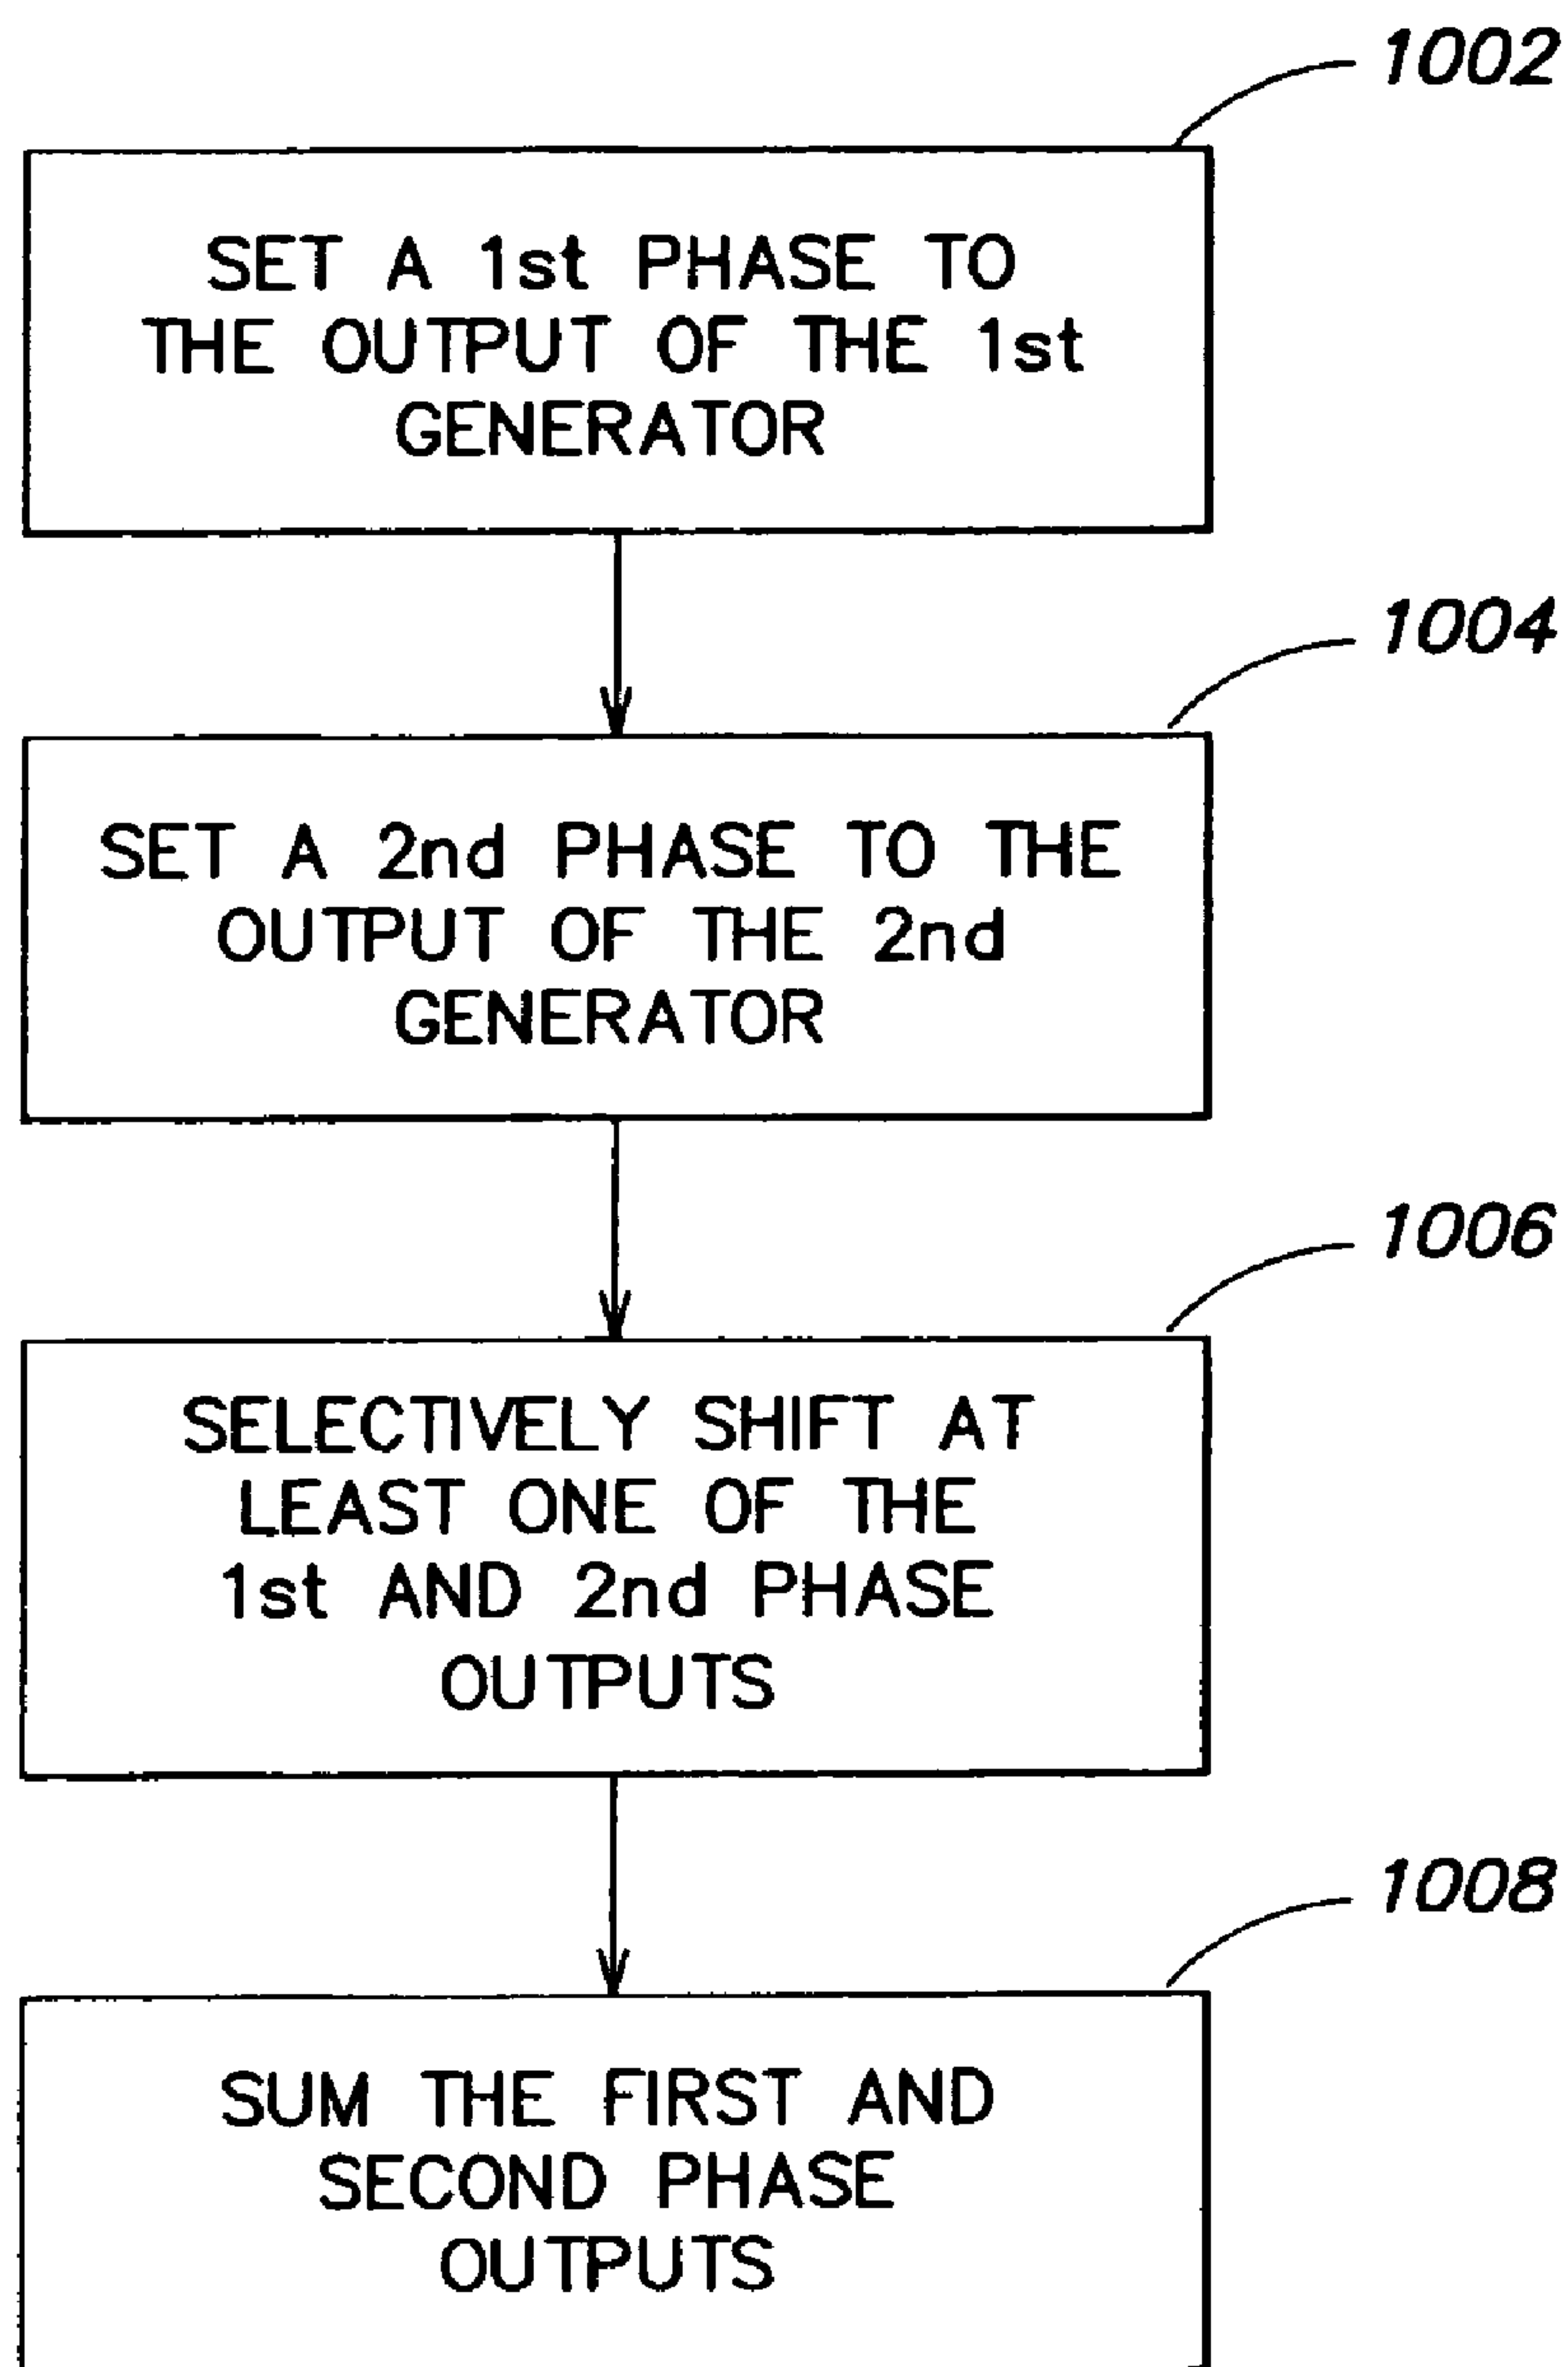 1002
SET A 1st PHASE TO
THE OUTPUT OF THE 1st
GENERATOR
1004
SET A 2nd PHASE TO THE
OUTPUT OF THE 2nd
GENERATOR
1006
SELECTIVELY SHIFT AT
LEAST ONE OF THE
1st AND 2nd PHASE
OUTPUTS
1008
SUM THE FIRST AND
SECOND PHASE
OUTPUTS